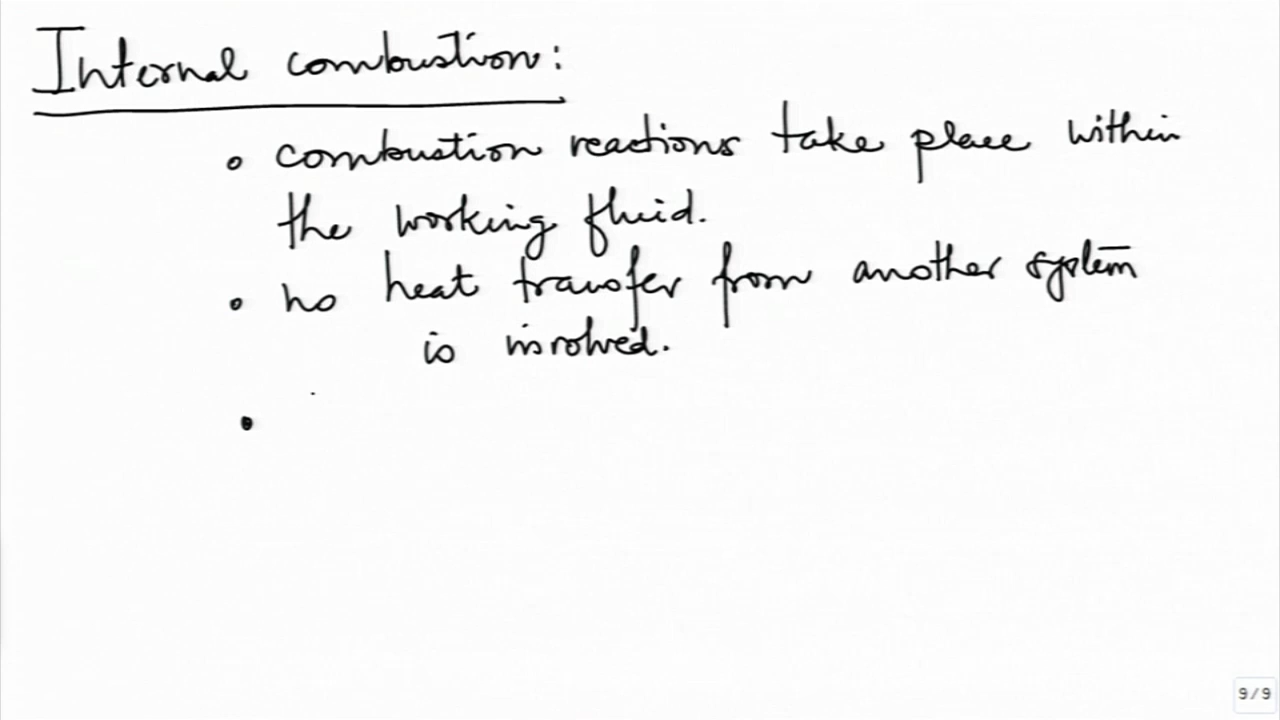 Internal combustion:
• combustion reactions take place within
the working fluid.
• no heat transfer from another system
is involved.
•
9/9